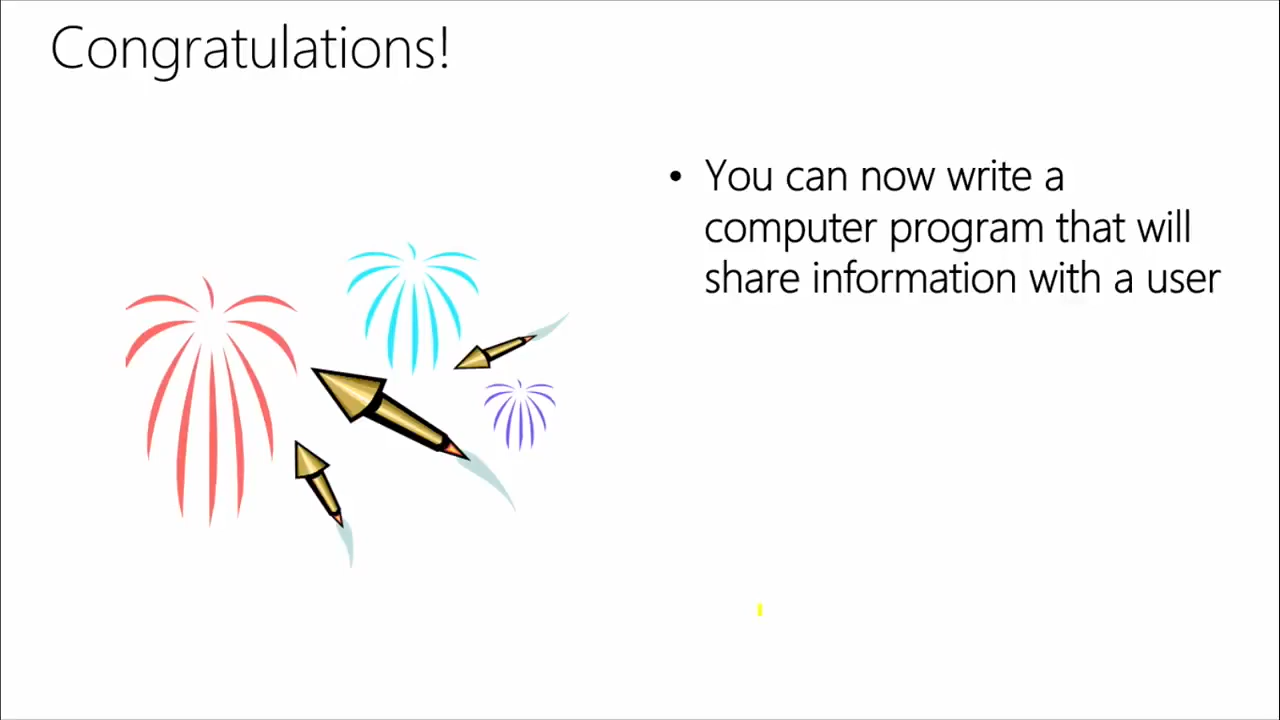 Congratulations!
• You can now write a
computer program that will
share information with a user